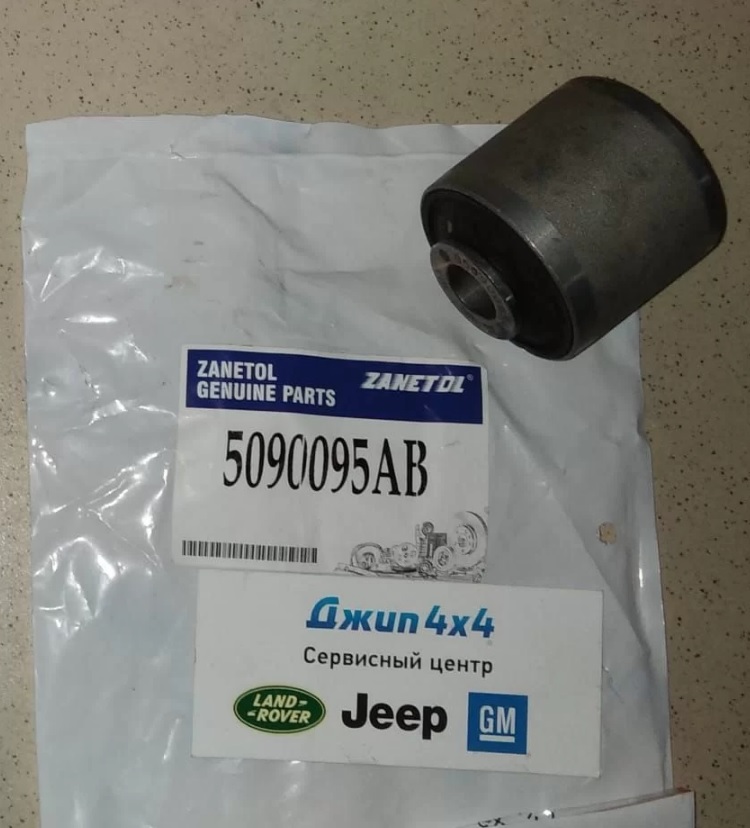 ZANETOL
GENUINE PARTS
ZANETOL®
5090095AB
Джип 4x4
Сервисный центр
LAND-
-ROVER
Jeep
GM